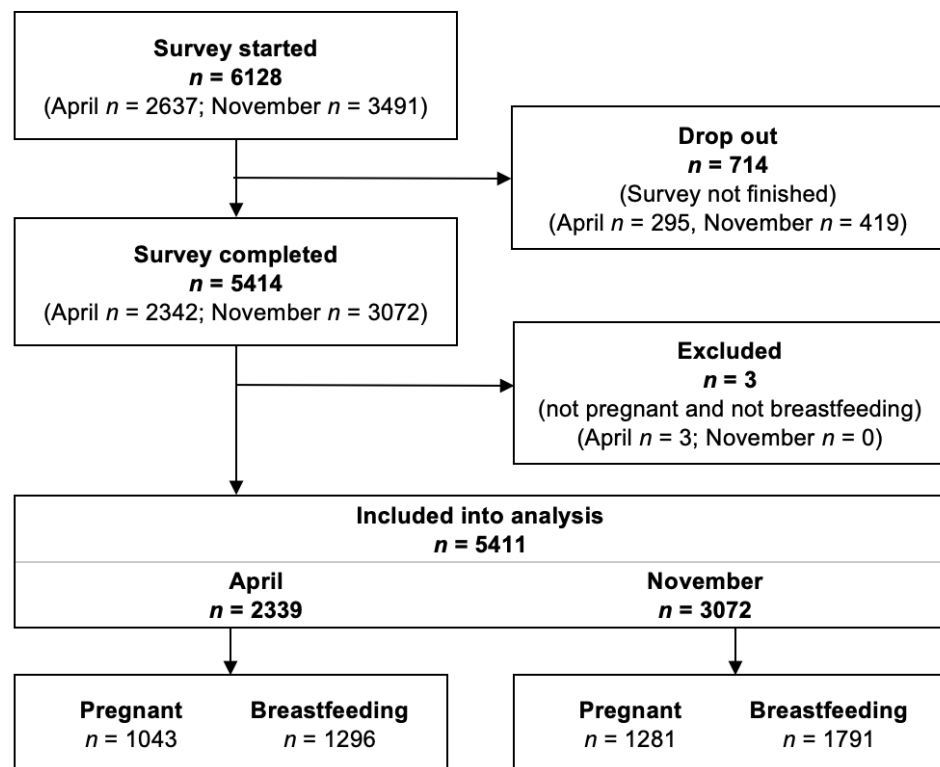 Survey started
n = 6128
(April n = 2637; November n = 3491)
Drop out
n = 714
(Survey not finished)
(April n = 295, November n = 419)
Survey completed
n = 5414
(April n = 2342; November n = 3072)
Excluded
n = 3
(not pregnant and not breastfeeding)
(April n = 3; November n = 0)
Included into analysis
n = 5411
April
n = 2339
November
n = 3072
Pregnant
n = 1043
Breastfeeding
n = 1296
Pregnant
n = 1281
Breastfeeding
n = 1791